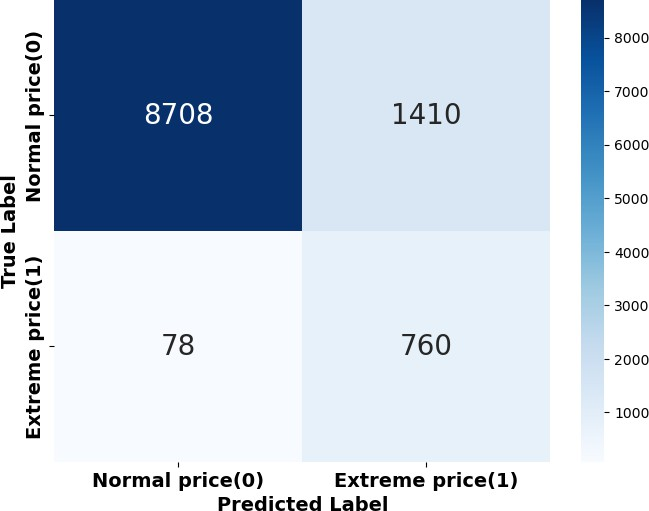 True Label
Normal price(0)
Extreme price(1)
8708
1410
78
760
Normal price(0)
Extreme price(1)
Predicted Label
8000
7000
6000
5000
4000
3000
2000
1000